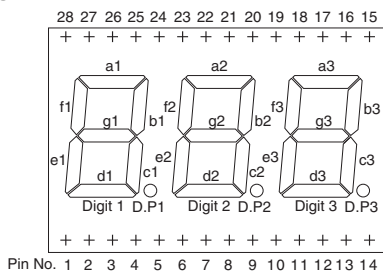 28 27 26 25 24 23 22 21 20 19 18 17 16 15
+ + + + + + + + + + + + + +
a1 a2 a3
f1 g1 b1 f2 g2 b2 f3 g3 b3
e1 d1 c1 e2 d2 c2 e3 d3 c3
Digit 1 D.P1 Digit 2 D.P2 Digit 3 D.P3
+ + + + + + + + + + + + + +
Pin No. 1 2 3 4 5 6 7 8 9 10 11 12 13 14